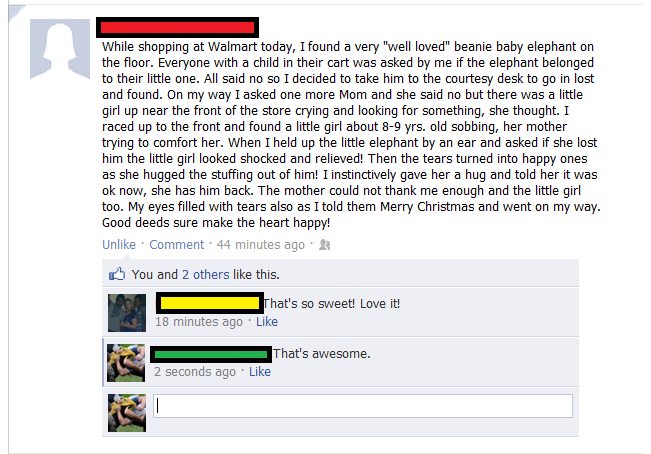 While shopping at Walmart today, I found a very "well loved" beanie baby elephant on
the floor. Everyone with a child in their cart was asked by me if the elephant belonged
to their little one. All said no so I decided to take him to the courtesy desk to go in lost
and found. On my way I asked one more Mom and she said no but there was a little
girl up near the front of the store crying and looking for something, she thought. I
raced up to the front and found a little girl about 8-9 yrs. old sobbing, her mother
trying to comfort her. When I held up the little elephant by an ear and asked if she lost
him the little girl looked shocked and relieved! Then the tears turned into happy ones
as she hugged the stuffing out of him! I instinctively gave her a hug and told her it was
ok now, she has him back. The mother could not thank me enough and the little girl
too. My eyes filled with tears also as I told them Merry Christmas and went on my way.
Good deeds sure make the heart happy!
Unlike · Comment · 44 minutes ago ·
You and 2 others like this.
That's so sweet! Love it!
18 minutes ago · Like
That's awesome.
2 seconds ago · Like